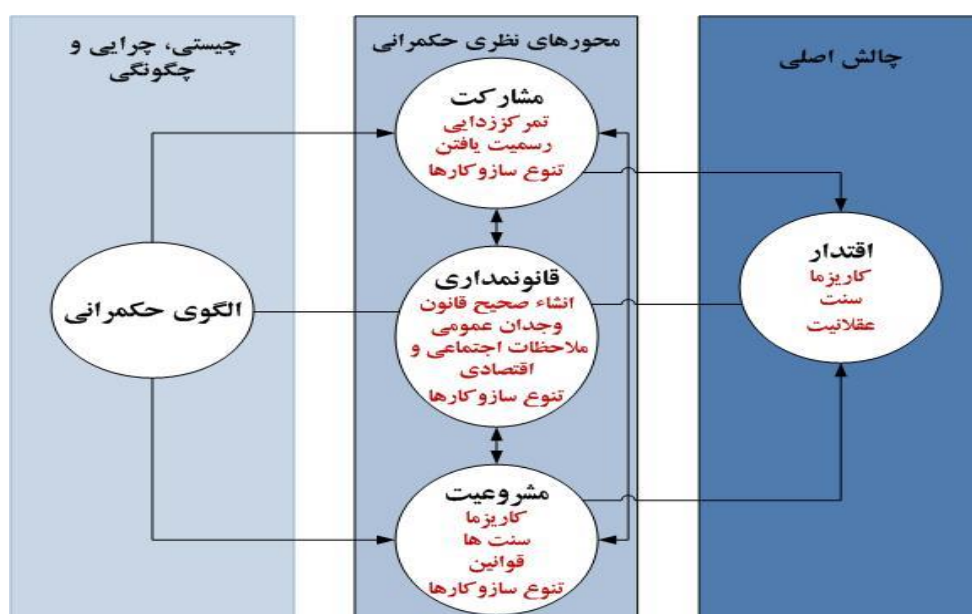 چیستی، چرایی و
چگونگی
الگوی حکمرانی
محورهای نظری حکمرانی
مشارکت
تمرکززدایی
رسمیت یافتن
تنوع سازوکارها
قانونمداری
انشاء صحیح قانون
وجدان عمومی
ملاحظات اجتماعی و
اقتصادی
تنوع سازوکارها
مشروعیت
کاریزما
سنت ها
قوانین
تنوع سازوکارها
چالش اصلی
اقتدار
کاریزما
سنت
عقلانیت